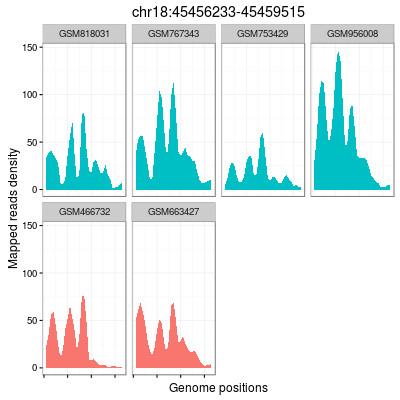 chr18:45456233-45459515
GSM818031 GSM767343 GSM753429 GSM956008
150
100
50
0
GSM466732 GSM663427
150
100
50
0
Mapped reads density
Genome positions